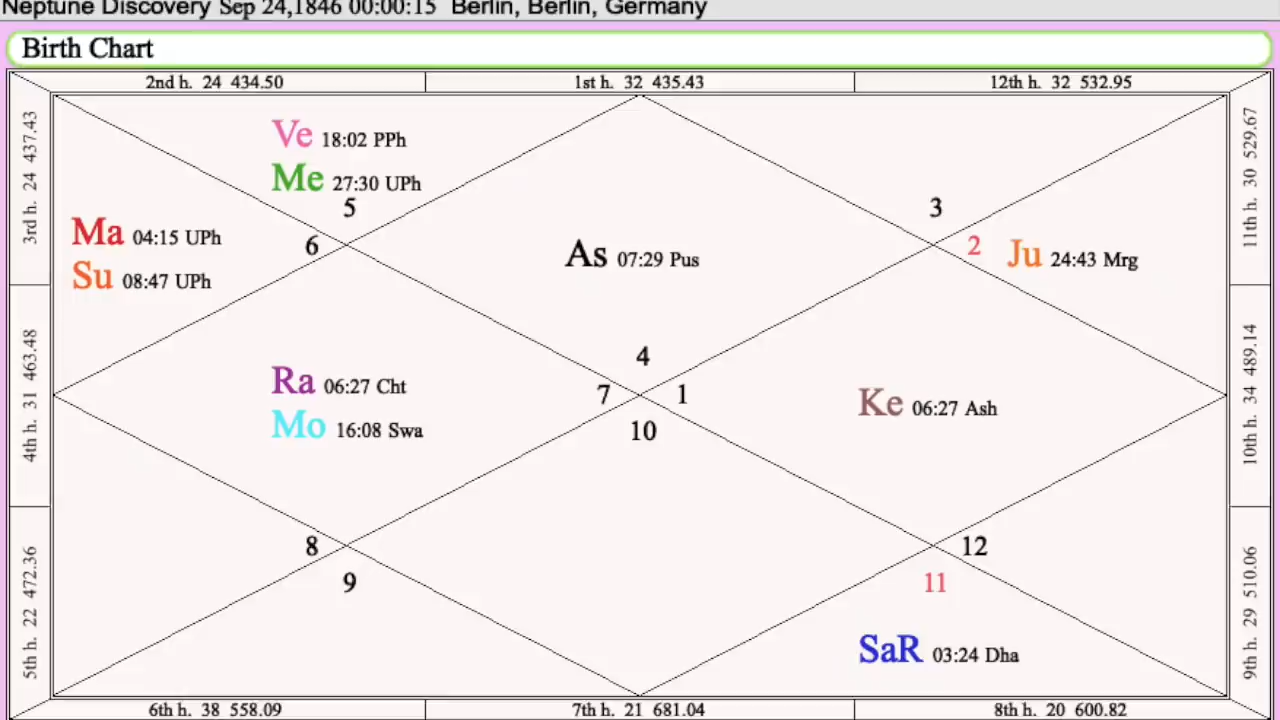 Neptune Discovery Sep 24,1846 00:00:15 Berlin, Berlin, Germany
Birth Chart
2nd h. 24 434.50
1st h. 32 435.43
12th h. 32 532.95
3rd h. 24 437.43
11th h. 30 529.67
Ve 18:02 PPh
Me 27:30 UPh
5
3
Ma 04:15 UPh
Su 08:47 UPh
6
As 07:29 Pus
2
Ju 24:43 Mrg
4th h. 31 463.48
10th h. 34 489.14
4
Ra 06:27 Cht
Mo 16:08 Swa
7
1
Ke 06:27 Ash
10
5th h. 22 472.36
9th h. 29 510.06
8
12
9
11
SaR 03:24 Dha
6th h. 38 558.09
7th h. 21 681.04
8th h. 20 600.82